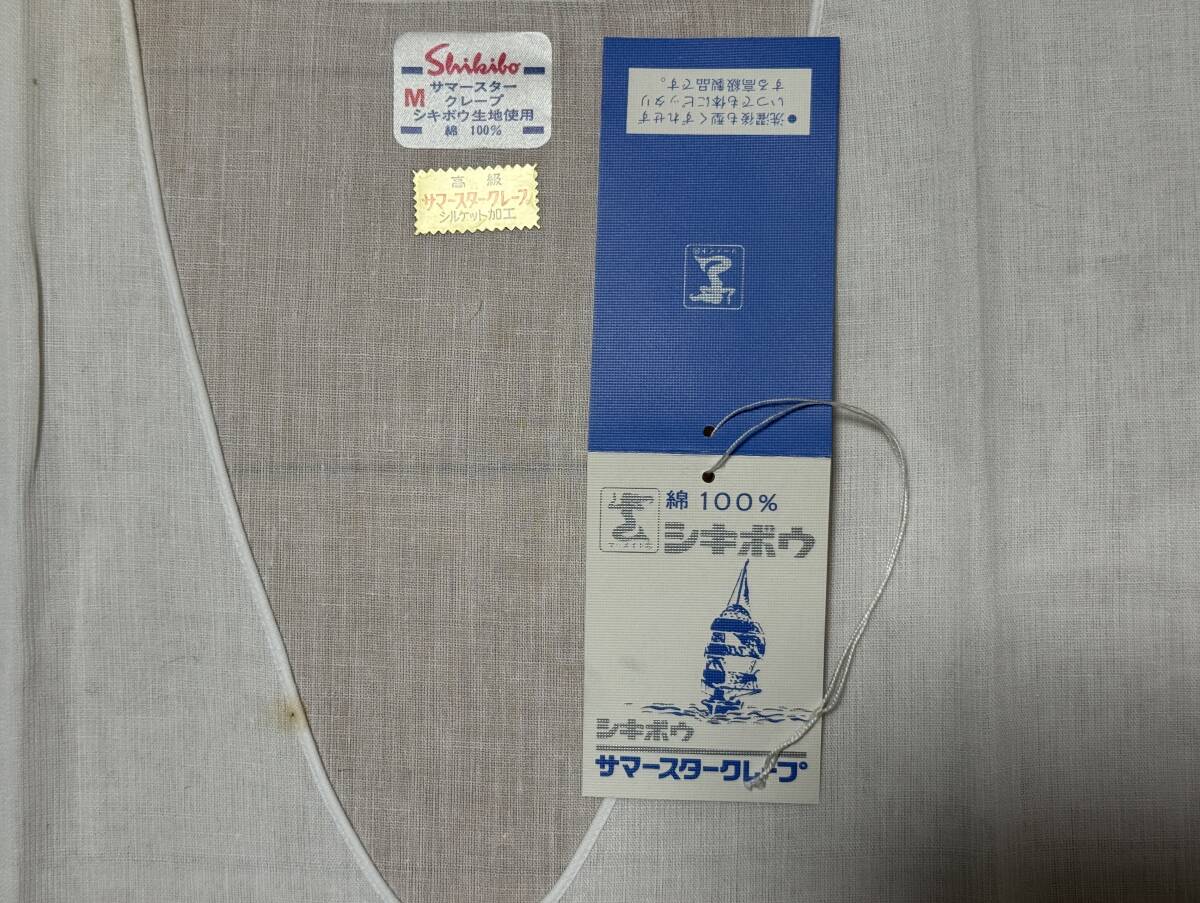 Shikibo
サマースター
M クレープ
シキボウ生地使用
綿 100%
高級
サマースタークレープ
シルケット加工
●洗濯後も型くずれせず
いつでも体にピッタリ
する高級製品です。
綿 100%
シキボウ
シキボウ
サマースタークレープ